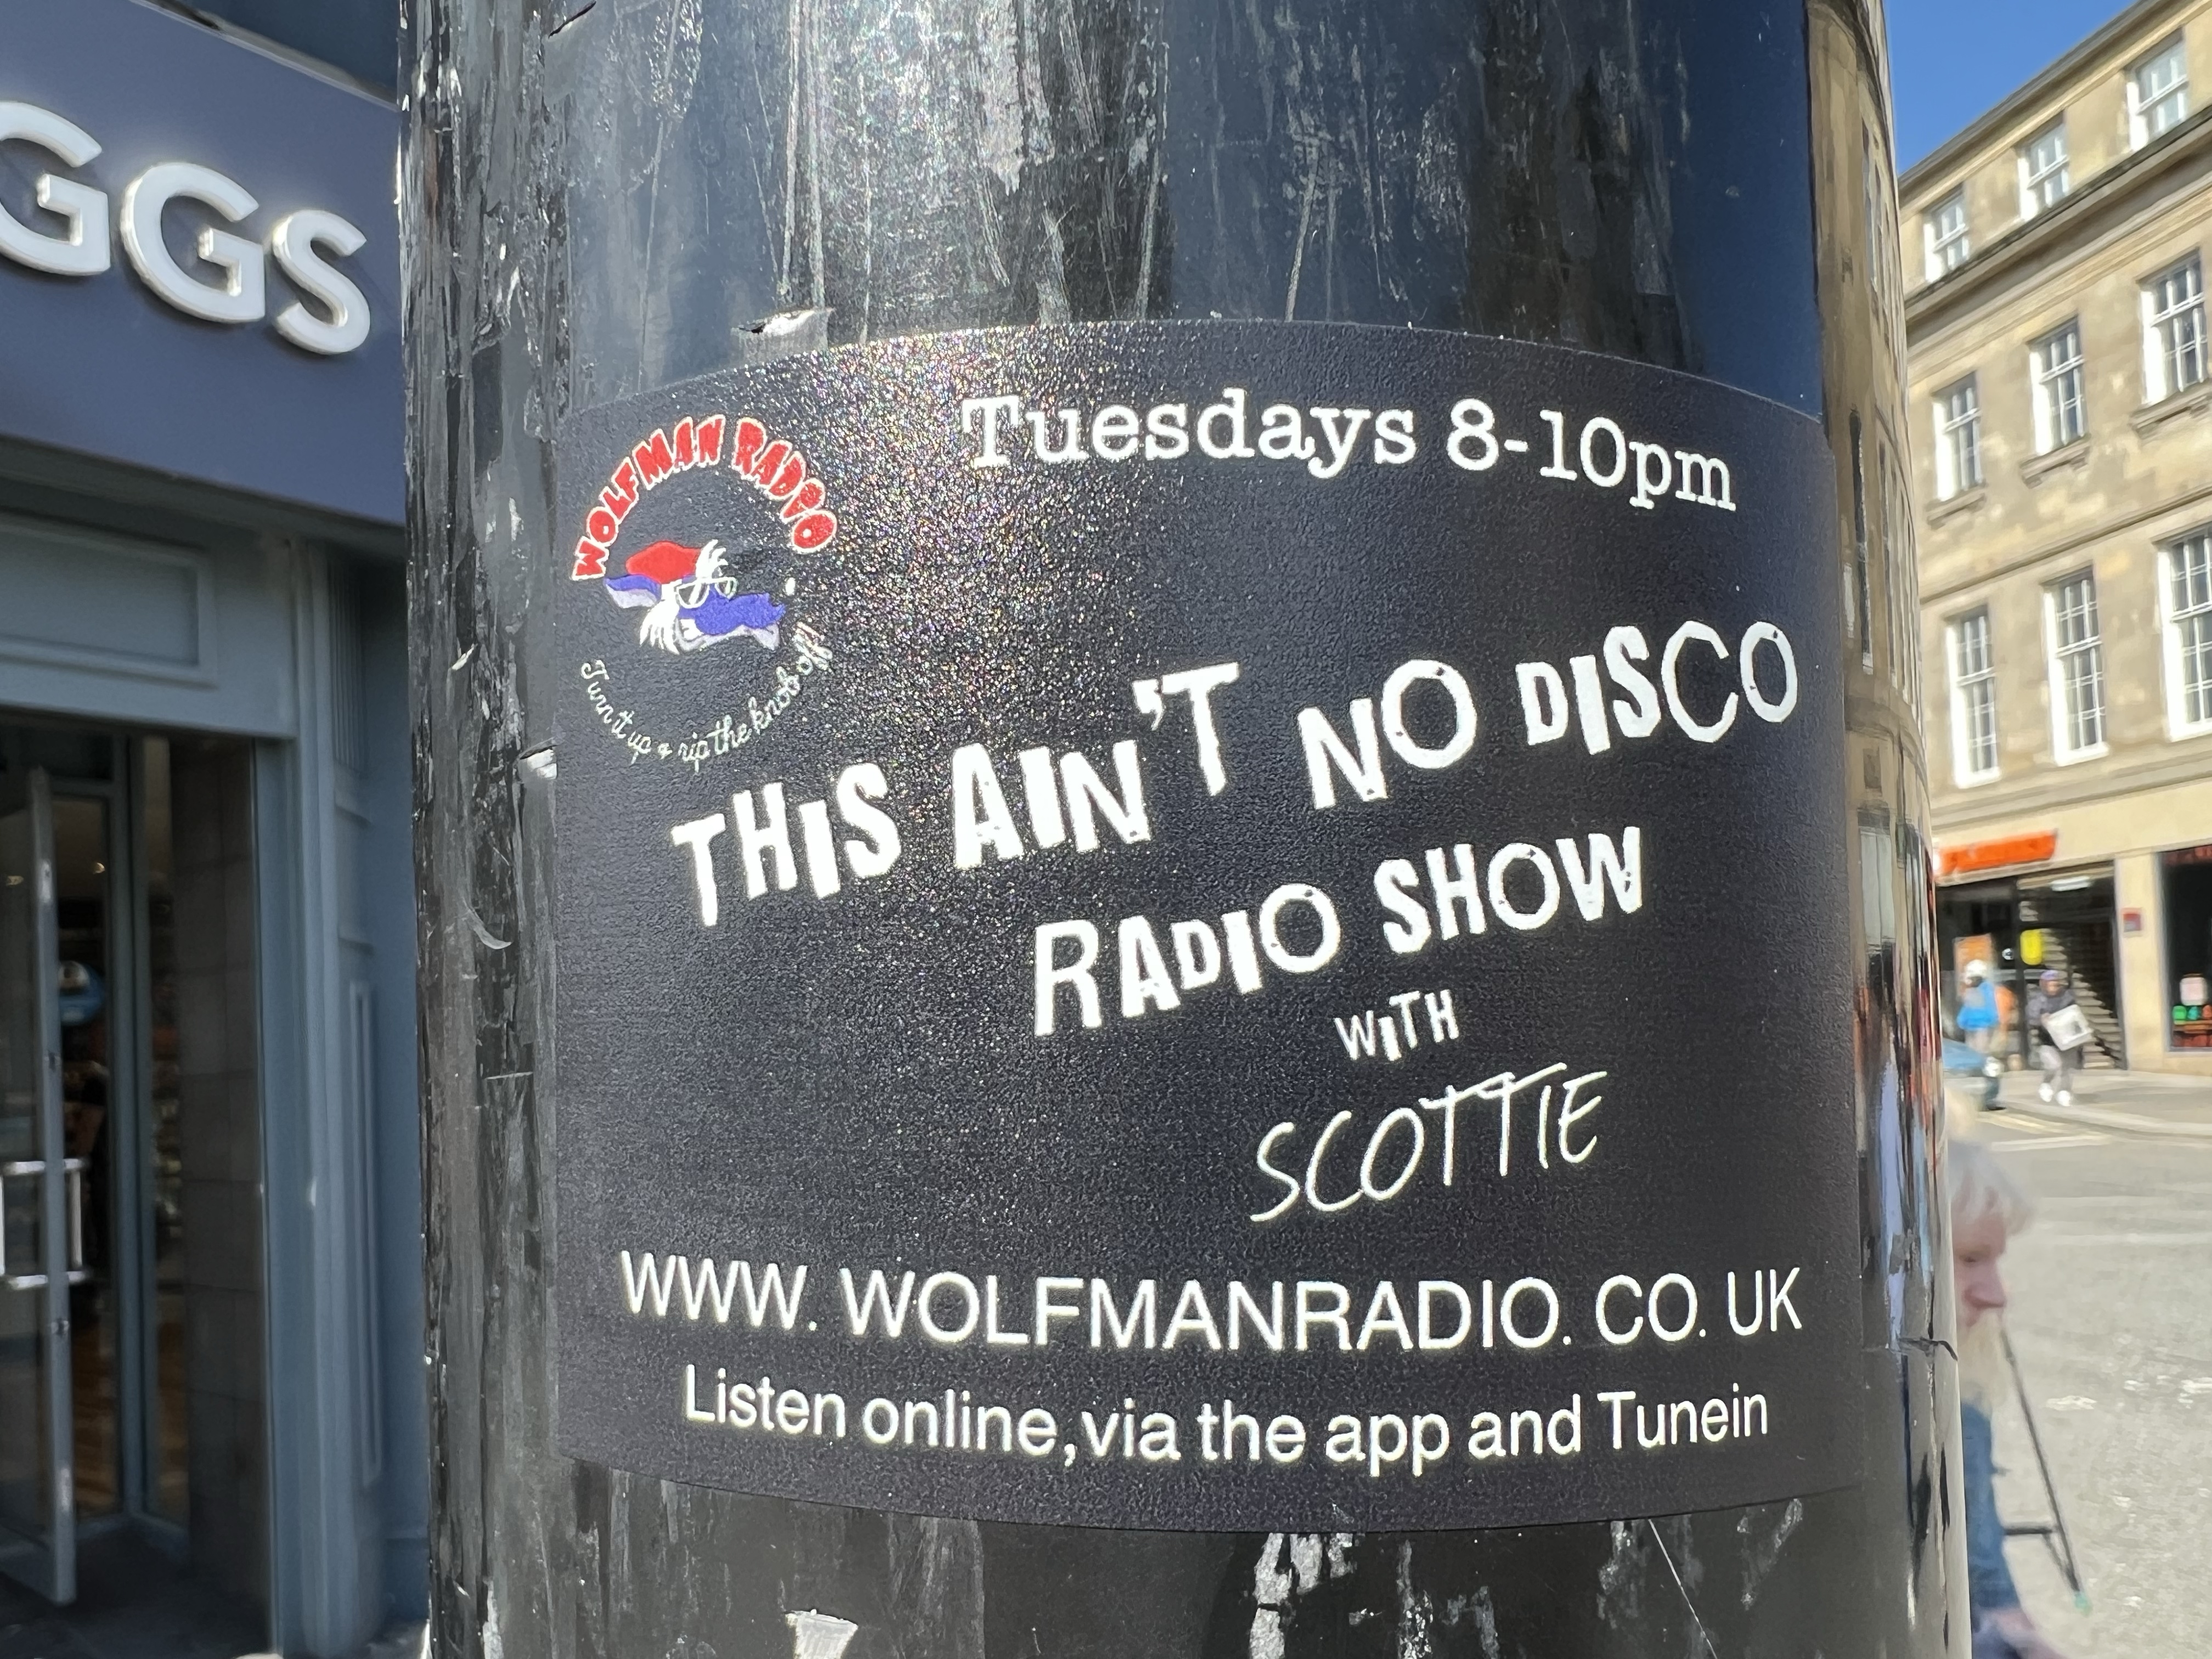 GGS
Tuesdays 8-10pm
WOLFMAN RADIO
Turn it up & rip the knob off!
THIS AIN'T NO DISCO
RADIO SHOW
WITH
SCOTTIE
WWW. WOLFMANRADIO. CO. UK
Listen online,via the app and Tunein